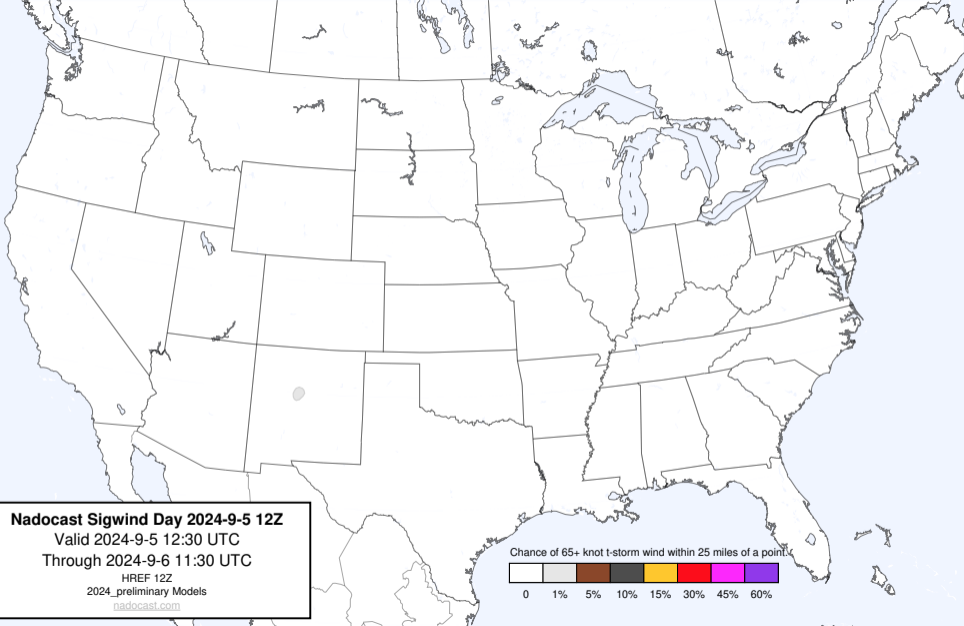 Nadocast Sigwind Day 2024-9-5 12Z
Valid 2024-9-5 12:30 UTC
Through 2024-9-6 11:30 UTC
HREF 12Z
2024_preliminary Models
nadocast.com
Chance of 65+ knot t-storm wind within 25 miles of a point.
0 1% 5% 10% 15% 30% 45% 60%